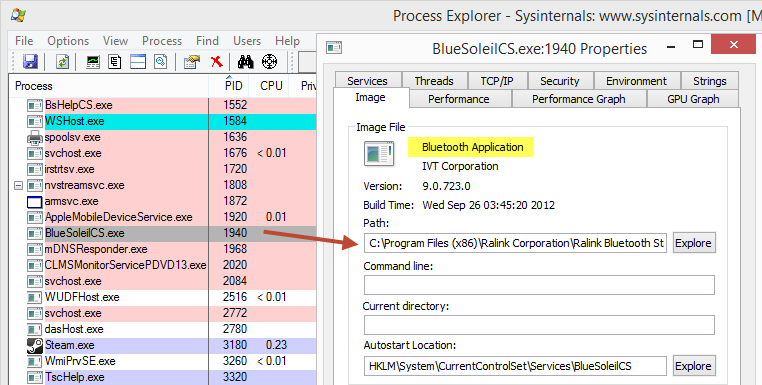 Process Explorer - Sysinternals: www.sysinternals.com [M
File Options View Process Find Users Help
Process PID CPU Priv
BsHelpCS.exe 1552
WSHost.exe 1584
spoolsv.exe 1636
svchost.exe 1676 < 0.01
irstrtsv.exe 1720
nvstreamsvc.exe 1808
armsvc.exe 1872
AppleMobileDeviceService.exe 1920 0.01
BlueSoleilCS.exe 1940
mDNSResponder.exe 1968
CLMSMonitorServicePDVD13.exe 2020
svchost.exe 2084
WUDFHost.exe 2516 < 0.01
svchost.exe 2772
dasHost.exe 2780
Steam.exe 3180 0.23
WmiPrvSE.exe 3260 < 0.01
TscHelp.exe 3320
BlueSoleilCS.exe:1940 Properties
Services Threads TCP/IP Security Environment Strings
Image Performance Performance Graph GPU Graph
Image File
Bluetooth Application
IVT Corporation
Version: 9.0.723.0
Build Time: Wed Sep 26 03:45:20 2012
Path:
C:\Program Files (x86)\Ralink Corporation\Ralink Bluetooth St Explore
Command line:
Current directory:
Autostart Location:
HKLM\System\CurrentControlSet\Services\BlueSoleilCS Explore